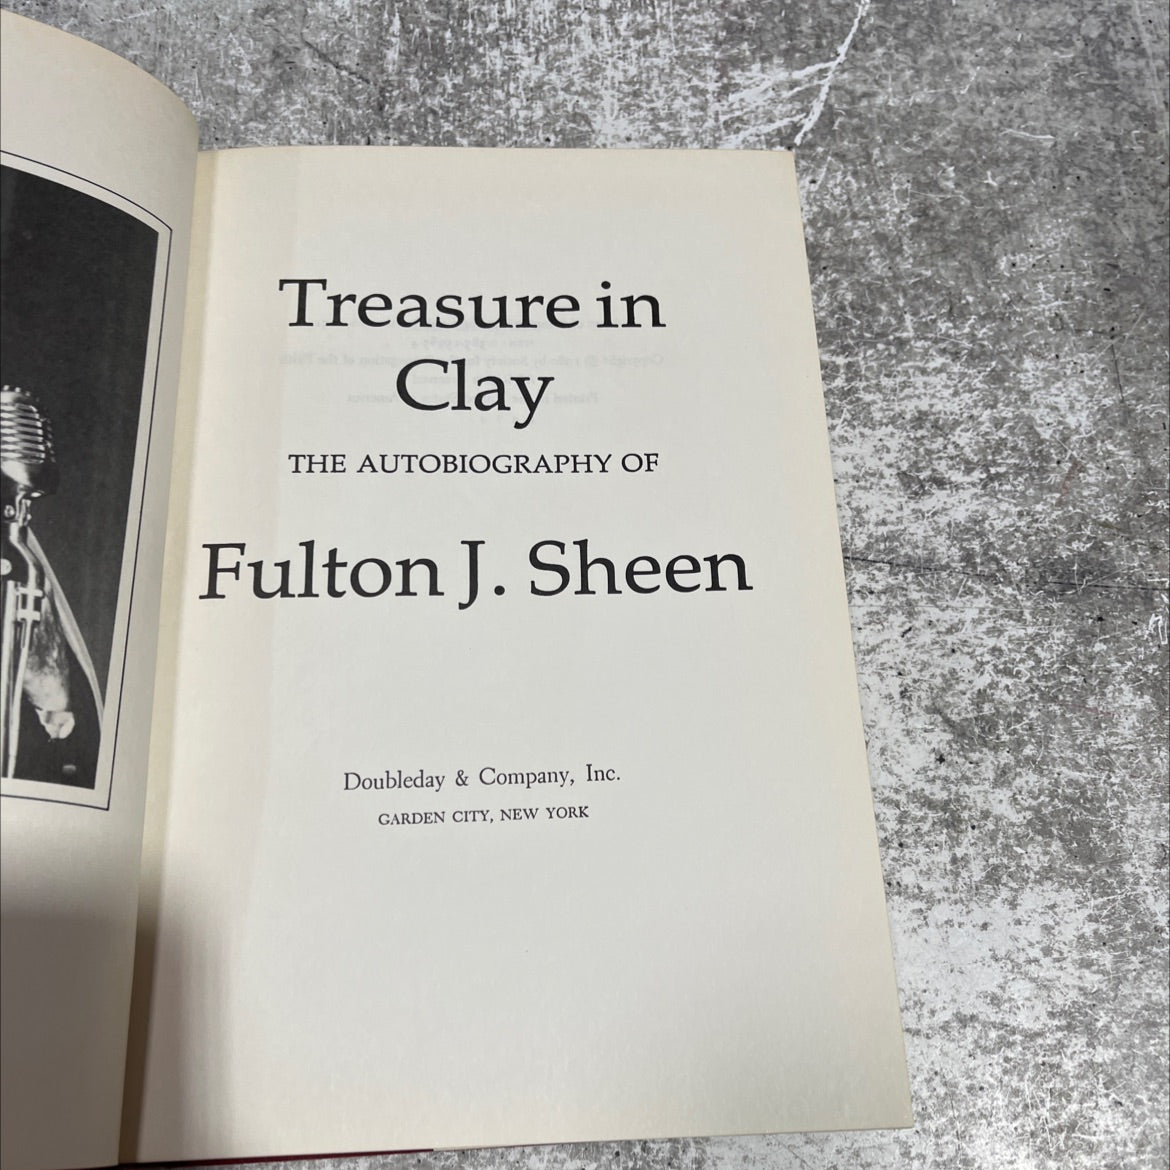 Treasure in
Clay
THE AUTOBIOGRAPHY OF
Fulton J. Sheen
Doubleday & Company, Inc.
GARDEN CITY, NEW YORK